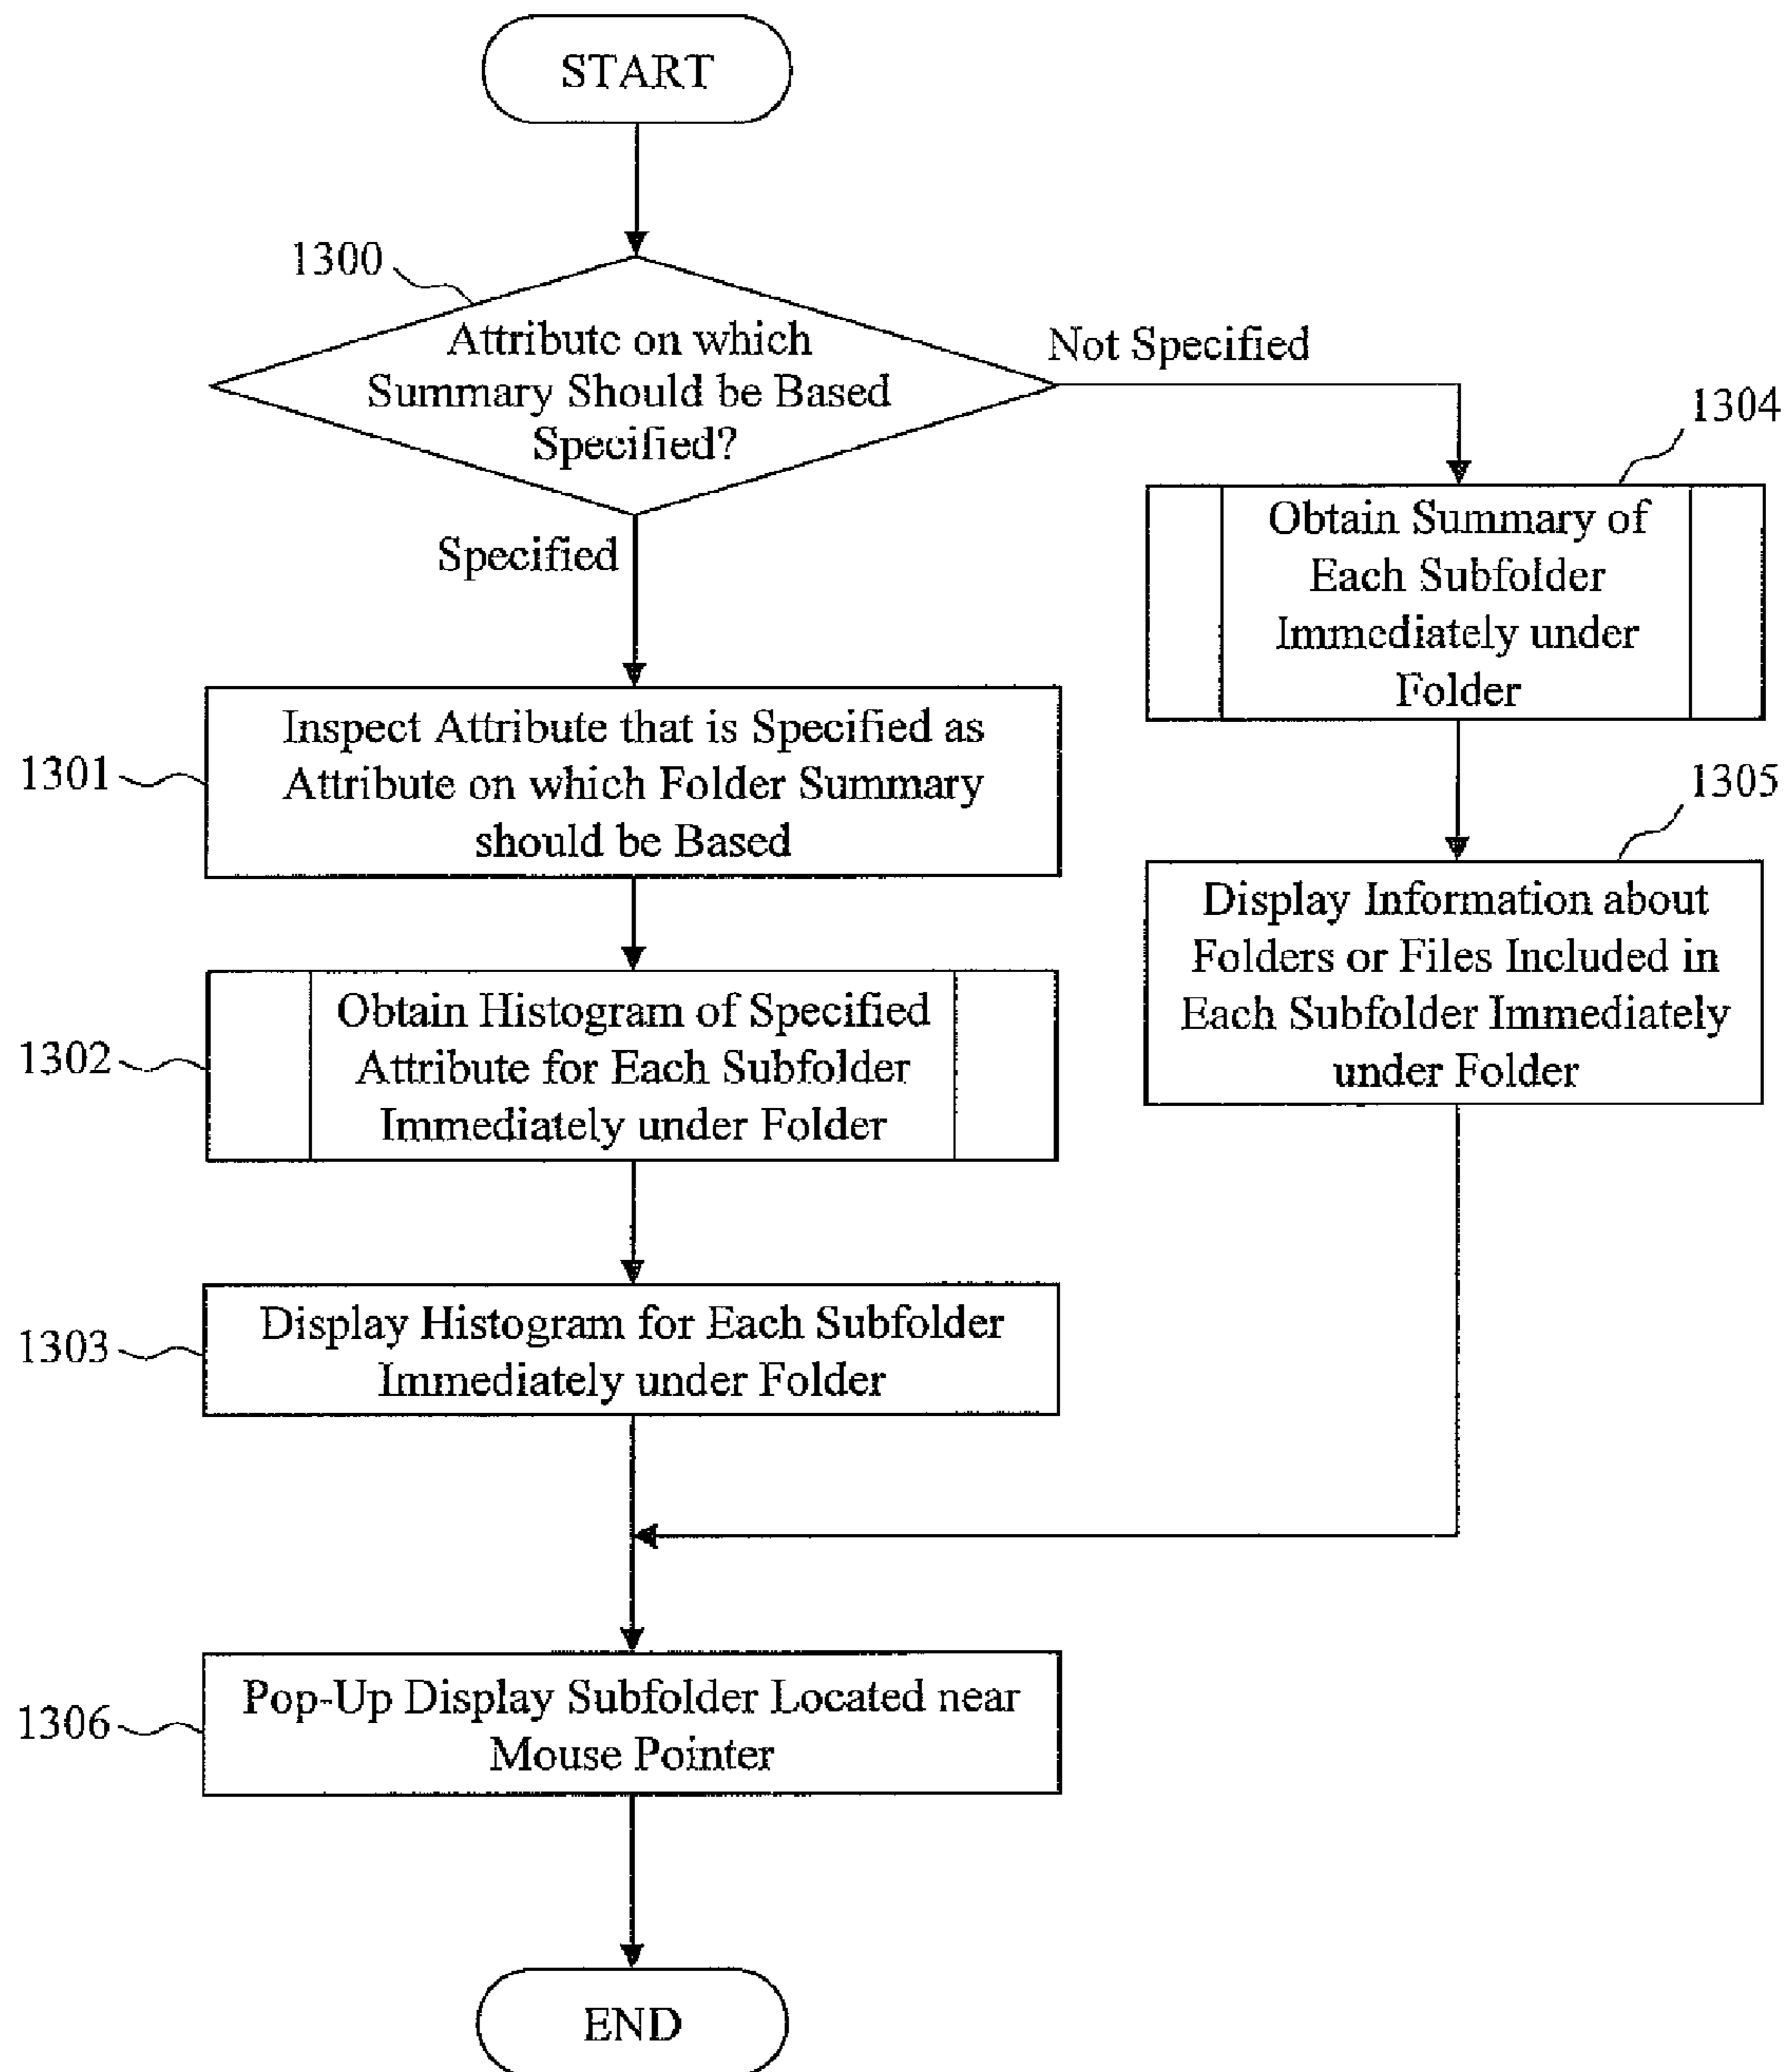 START
1300
Attribute on which
Summary Should be Based
Specified?
Not Specified
Specified
1304
Obtain Summary of
Each Subfolder
Immediately under
Folder
1301
Inspect Attribute that is Specified as
Attribute on which Folder Summary
should be Based
1305
Display Information about
Folders or Files Included in
Each Subfolder Immediately
under Folder
1302
Obtain Histogram of Specified
Attribute for Each Subfolder
Immediately under Folder
1303
Display Histogram for Each Subfolder
Immediately under Folder
1306
Pop-Up Display Subfolder Located near
Mouse Pointer
END